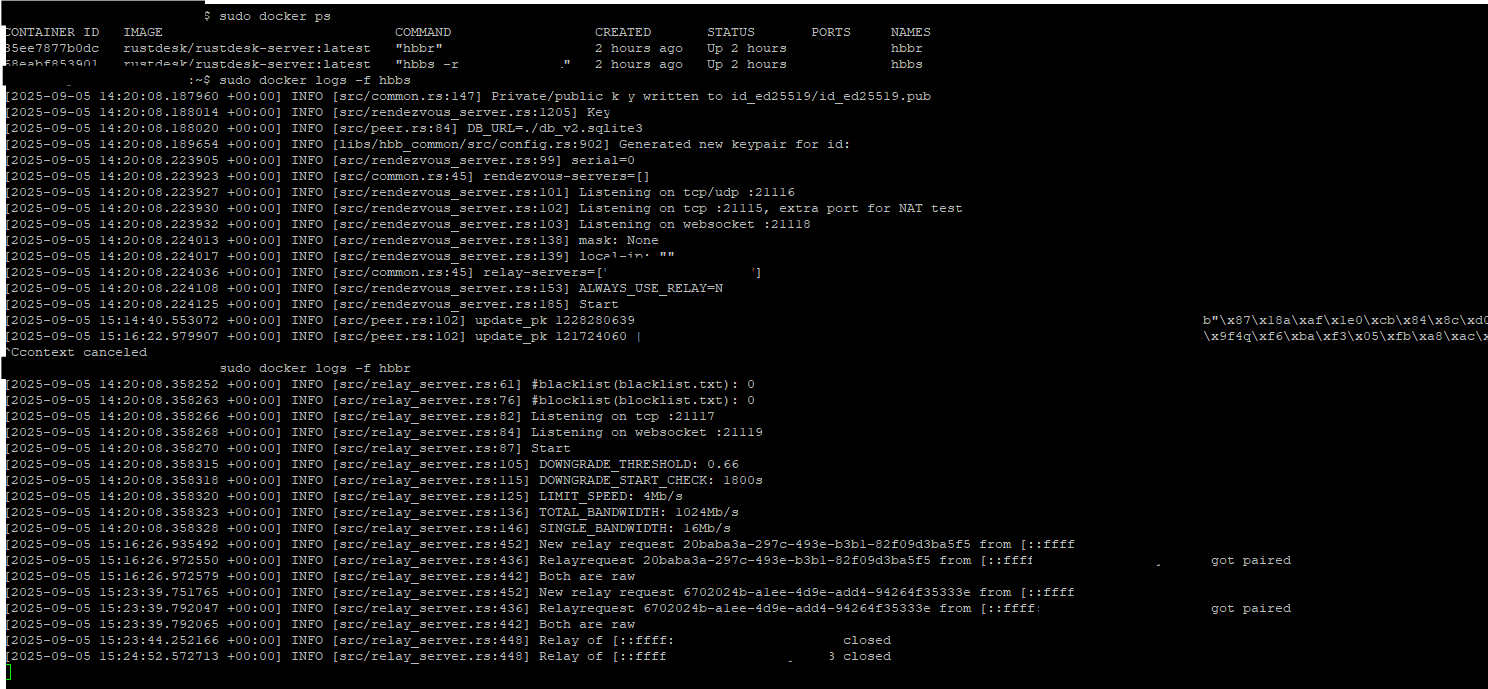 $ sudo docker ps
CONTAINER ID IMAGE COMMAND CREATED STATUS PORTS NAMES
35ee7877b0dc rustdesk/rustdesk-server:latest "hbbr" 2 hours ago Up 2 hours hbbr
68eabf853901 rustdesk/rustdesk-server:latest "hbbs -r " 2 hours ago Up 2 hours hbbs
:~$ sudo docker logs -f hbbs
[2025-09-05 14:20:08.187960 +00:00] INFO [src/common.rs:147] Private/public k y written to id_ed25519/id_ed25519.pub
[2025-09-05 14:20:08.188014 +00:00] INFO [src/rendezvous_server.rs:1205] Key
[2025-09-05 14:20:08.188020 +00:00] INFO [src/peer.rs:84] DB_URL=./db_v2.sqlite3
[2025-09-05 14:20:08.189654 +00:00] INFO [libs/hbb_common/src/config.rs:902] Generated new keypair for id:
[2025-09-05 14:20:08.223905 +00:00] INFO [src/rendezvous_server.rs:99] serial=0
[2025-09-05 14:20:08.223923 +00:00] INFO [src/common.rs:45] rendezvous-servers=[]
[2025-09-05 14:20:08.223927 +00:00] INFO [src/rendezvous_server.rs:101] Listening on tcp/udp :21116
[2025-09-05 14:20:08.223930 +00:00] INFO [src/rendezvous_server.rs:102] Listening on tcp :21115, extra port for NAT test
[2025-09-05 14:20:08.223932 +00:00] INFO [src/rendezvous_server.rs:103] Listening on websocket :21118
[2025-09-05 14:20:08.224013 +00:00] INFO [src/rendezvous_server.rs:138] mask: None
[2025-09-05 14:20:08.224017 +00:00] INFO [src/rendezvous_server.rs:139] local-ip: ""
[2025-09-05 14:20:08.224036 +00:00] INFO [src/common.rs:45] relay-servers=[" "]
[2025-09-05 14:20:08.224108 +00:00] INFO [src/rendezvous_server.rs:153] ALWAYS_USE_RELAY=N
[2025-09-05 14:20:08.224125 +00:00] INFO [src/rendezvous_server.rs:185] Start
[2025-09-05 15:14:40.553072 +00:00] INFO [src/peer.rs:102] update_pk 1228280639 b"\x87\x18a\xaf\x1e0\xcb\x84\x8c\xd0
[2025-09-05 15:16:22.979907 +00:00] INFO [src/peer.rs:102] update_pk 121724060 \x9f4q\xf6\xba\xf3\x05\xfb\xa8\xac\x
^Ccontext canceled
sudo docker logs -f hbbr
[2025-09-05 14:20:08.358252 +00:00] INFO [src/relay_server.rs:61] #blacklist(blacklist.txt): 0
[2025-09-05 14:20:08.358263 +00:00] INFO [src/relay_server.rs:76] #blocklist(blocklist.txt): 0
[2025-09-05 14:20:08.358266 +00:00] INFO [src/relay_server.rs:82] Listening on tcp :21117
[2025-09-05 14:20:08.358268 +00:00] INFO [src/relay_server.rs:84] Listening on websocket :21119
[2025-09-05 14:20:08.358270 +00:00] INFO [src/relay_server.rs:87] Start
[2025-09-05 14:20:08.358315 +00:00] INFO [src/relay_server.rs:105] DOWNGRADE_THRESHOLD: 0.66
[2025-09-05 14:20:08.358318 +00:00] INFO [src/relay_server.rs:115] DOWNGRADE_START_CHECK: 1800s
[2025-09-05 14:20:08.358320 +00:00] INFO [src/relay_server.rs:125] LIMIT_SPEED: 4Mb/s
[2025-09-05 14:20:08.358323 +00:00] INFO [src/relay_server.rs:136] TOTAL_BANDWIDTH: 1024Mb/s
[2025-09-05 14:20:08.358328 +00:00] INFO [src/relay_server.rs:146] SINGLE_BANDWIDTH: 16Mb/s
[2025-09-05 15:16:26.935492 +00:00] INFO [src/relay_server.rs:452] New relay request 20baba3a-297c-493e-b3b1-82f09d3ba5f5 from [::ffff
[2025-09-05 15:16:26.972550 +00:00] INFO [src/relay_server.rs:436] Relayrequest 20baba3a-297c-493e-b3b1-82f09d3ba5f5 from [::ffff got paired
[2025-09-05 15:16:26.972579 +00:00] INFO [src/relay_server.rs:442] Both are raw
[2025-09-05 15:23:39.751765 +00:00] INFO [src/relay_server.rs:452] New relay request 6702024b-a1ee-4d9e-add4-94264f35333e from [::ffff
[2025-09-05 15:23:39.792047 +00:00] INFO [src/relay_server.rs:436] Relayrequest 6702024b-a1ee-4d9e-add4-94264f35333e from [::ffff: got paired
[2025-09-05 15:23:39.792065 +00:00] INFO [src/relay_server.rs:442] Both are raw
[2025-09-05 15:23:44.252166 +00:00] INFO [src/relay_server.rs:448] Relay of [::ffff: closed
[2025-09-05 15:24:52.572713 +00:00] INFO [src/relay_server.rs:448] Relay of [::ffff 3 closed